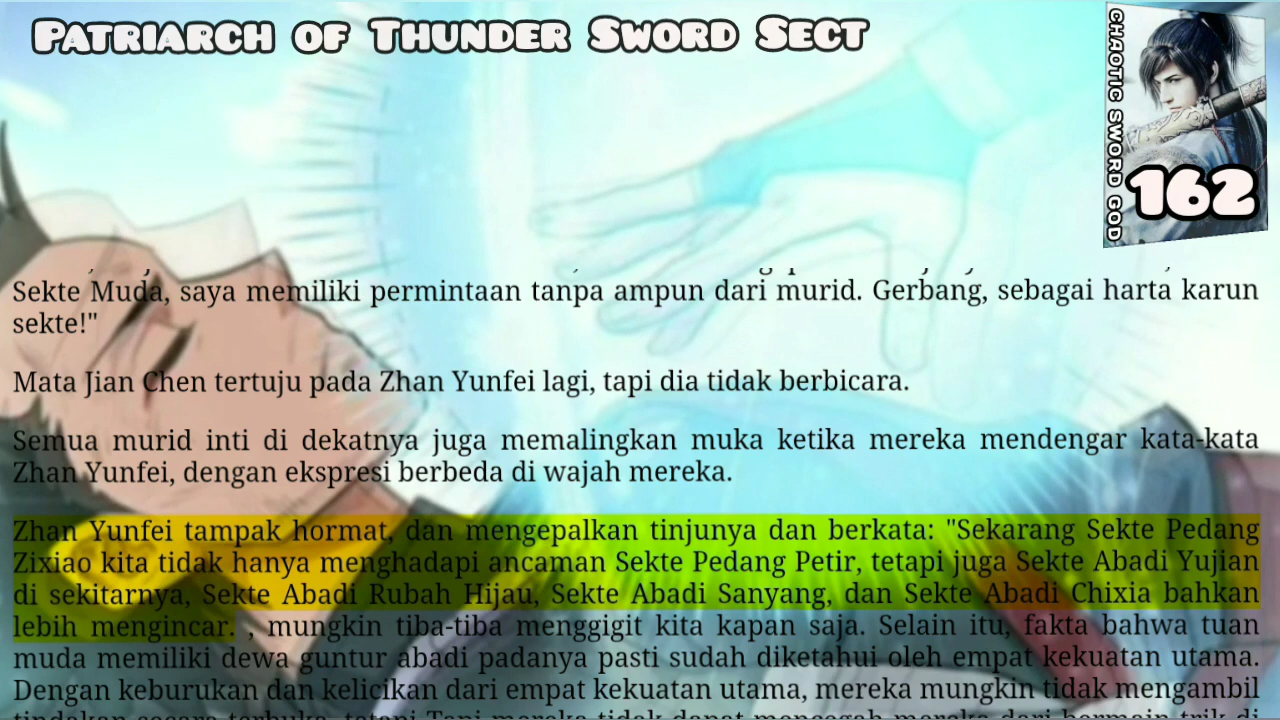 Patriarch of Thunder Sword Sect
CHAOTIC SWORD GOD
162
Sekte Muda, saya memiliki permintaan tanpa ampun dari murid. Gerbang, sebagai harta karun
sekte!"
Mata Jian Chen tertuju pada Zhan Yunfei lagi, tapi dia tidak berbicara.
Semua murid inti di dekatnya juga memalingkan muka ketika mereka mendengar kata-kata
Zhan Yunfei, dengan ekspresi berbeda di wajah mereka.
Zhan Yunfei tampak hormat, dan mengepalkan tinjunya dan berkata: "Sekarang Sekte Pedang
Zixiao kita tidak hanya menghadapi ancaman Sekte Pedang Petir, tetapi juga Sekte Abadi Yujian
di sekitarnya, Sekte Abadi Rubah Hijau, Sekte Abadi Sanyang, dan Sekte Abadi Chixia bahkan
lebih mengincar. , mungkin tiba-tiba menggigit kita kapan saja. Selain itu, fakta bahwa tuan
muda memiliki dewa guntur abadi padanya pasti sudah diketahui oleh empat kekuatan utama.
Dengan keburukan dan kelicikan dari empat kekuatan utama, mereka mungkin tidak mengambil